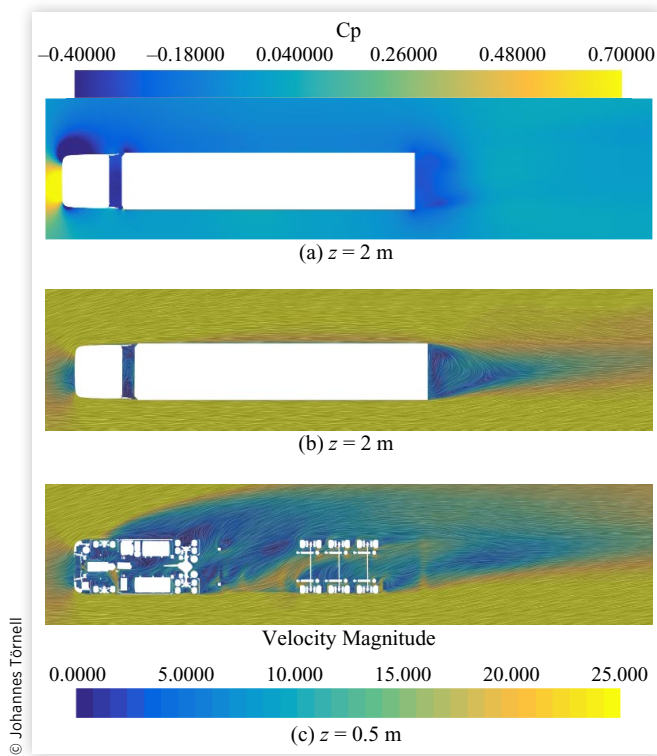 Cp
−0.40000 −0.18000 0.040000 0.26000 0.48000 0.70000
(a) z = 2 m
(b) z = 2 m
Velocity Magnitude
0.0000 5.0000 10.000 15.000 20.000 25.000
(c) z = 0.5 m
© Johannes Törnell